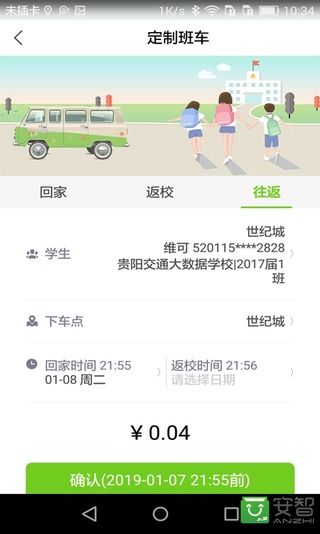 未插卡
1K/s
10:34
定制班车
回家 返校 往返
世纪城
学生
维可 520115****2828
贵阳交通大数据学校|2017届1班
下车点 世纪城
回家时间 21:55 返校时间 21:56
01-08 周二 请选择日期
¥ 0.04
确认(2019-01-07 21:55前)
安智
ANZHI